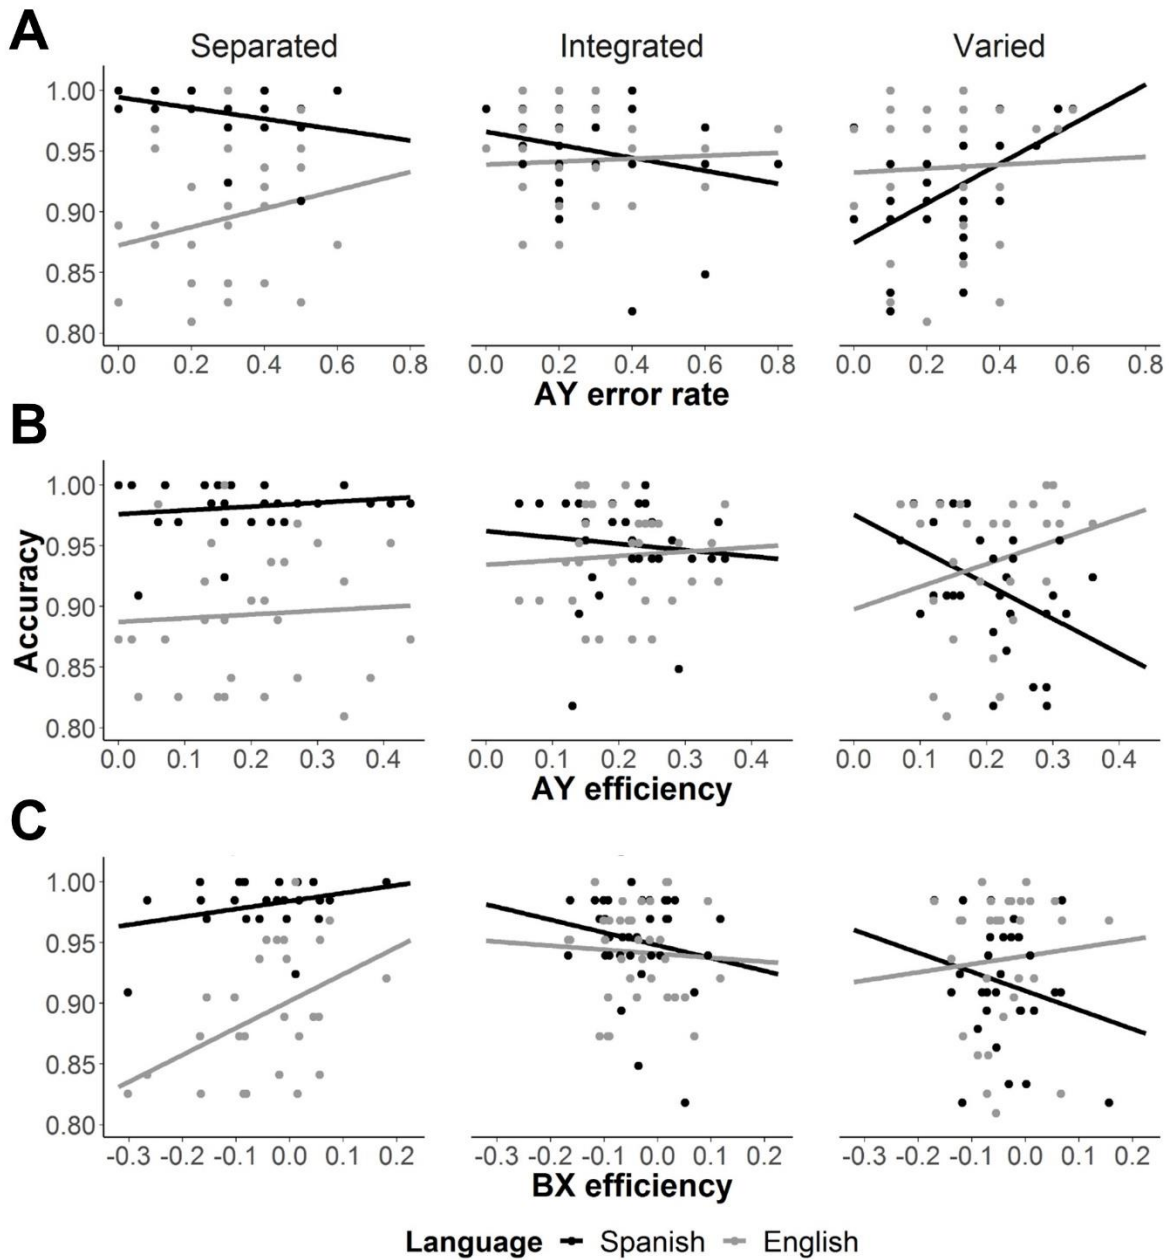 A
Separated Integrated Varied
1.00
0.95
0.90
0.85
0.80
0.0 0.2 0.4 0.6 0.8 0.0 0.2 0.4 0.6 0.8 0.0 0.2 0.4 0.6 0.8
AY error rate
B
Accuracy
1.00
0.95
0.90
0.85
0.80
0.0 0.1 0.2 0.3 0.4 0.0 0.1 0.2 0.3 0.4 0.0 0.1 0.2 0.3 0.4
AY efficiency
C
1.00
0.95
0.90
0.85
0.80
-0.3 -0.2 -0.1 0.0 0.1 0.2 -0.3 -0.2 -0.1 0.0 0.1 0.2 -0.3 -0.2 -0.1 0.0 0.1 0.2
BX efficiency
Language Spanish English